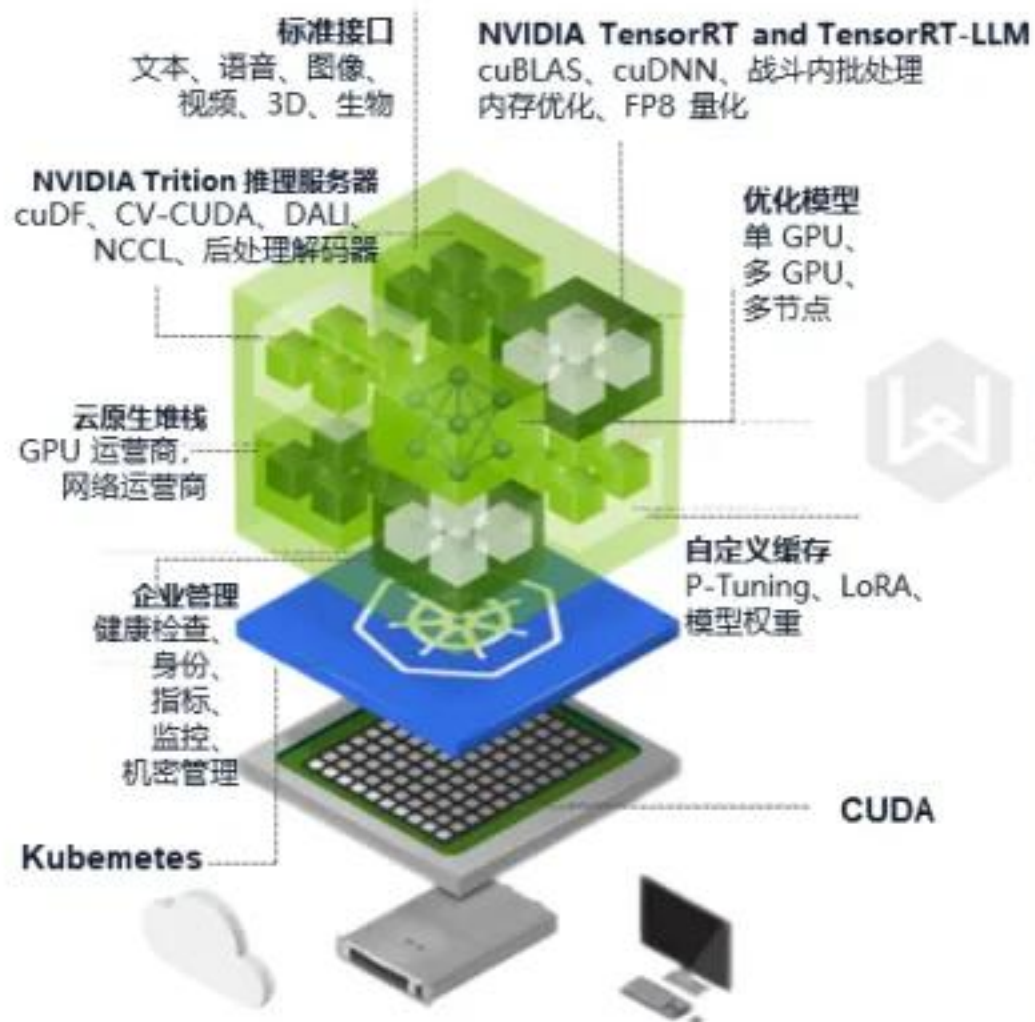 标准接口
文本、语音、图像、
视频、3D、生物
NVIDIA TensorRT and TensorRT-LLM
cuBLAS、cuDNN、战斗内批处理
内存优化、FP8 量化
NVIDIA Trition 推理服务器
cuDF、CV-CUDA、DALI、
NCCL、后处理解码器
优化模型
单 GPU、
多 GPU、
多节点
云原生堆栈
GPU 运营商,
网络运营商
自定义缓存
P-Tuning、LoRA、
模型权重
企业管理
健康检查、
身份、
指标、
监控、
机密管理
CUDA
Kubemetes